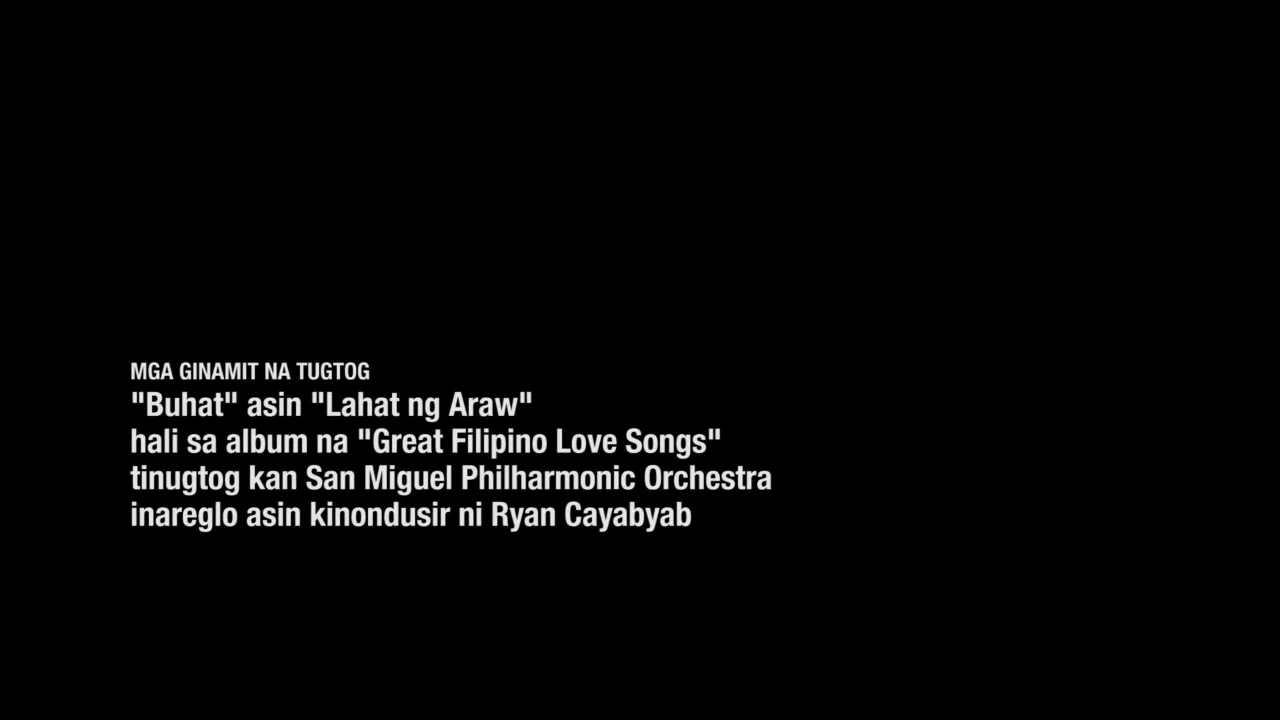 MGA GINAMIT NA TUGTOG
"Buhat" asin "Lahat ng Araw"
hali sa album na "Great Filipino Love Songs"
tinugtog kan San Miguel Philharmonic Orchestra
inareglo asin kinondusir ni Ryan Cayabyab